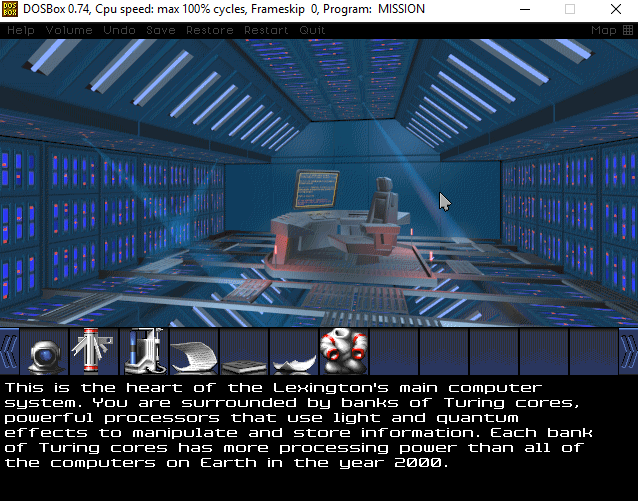 DOSBox 0.74, Cpu speed: max 100% cycles, Frameskip 0, Program: MISSION
Help Volume Undo Save Restore Restart Quit Map
This is the heart of the Lexington's main computer
system. You are surrounded by banks of Turing cores,
powerful processors that use light and quantum
effects to manipulate and store information. Each bank
of Turing cores has more processing power than all of
the computers on Earth in the year 2000.